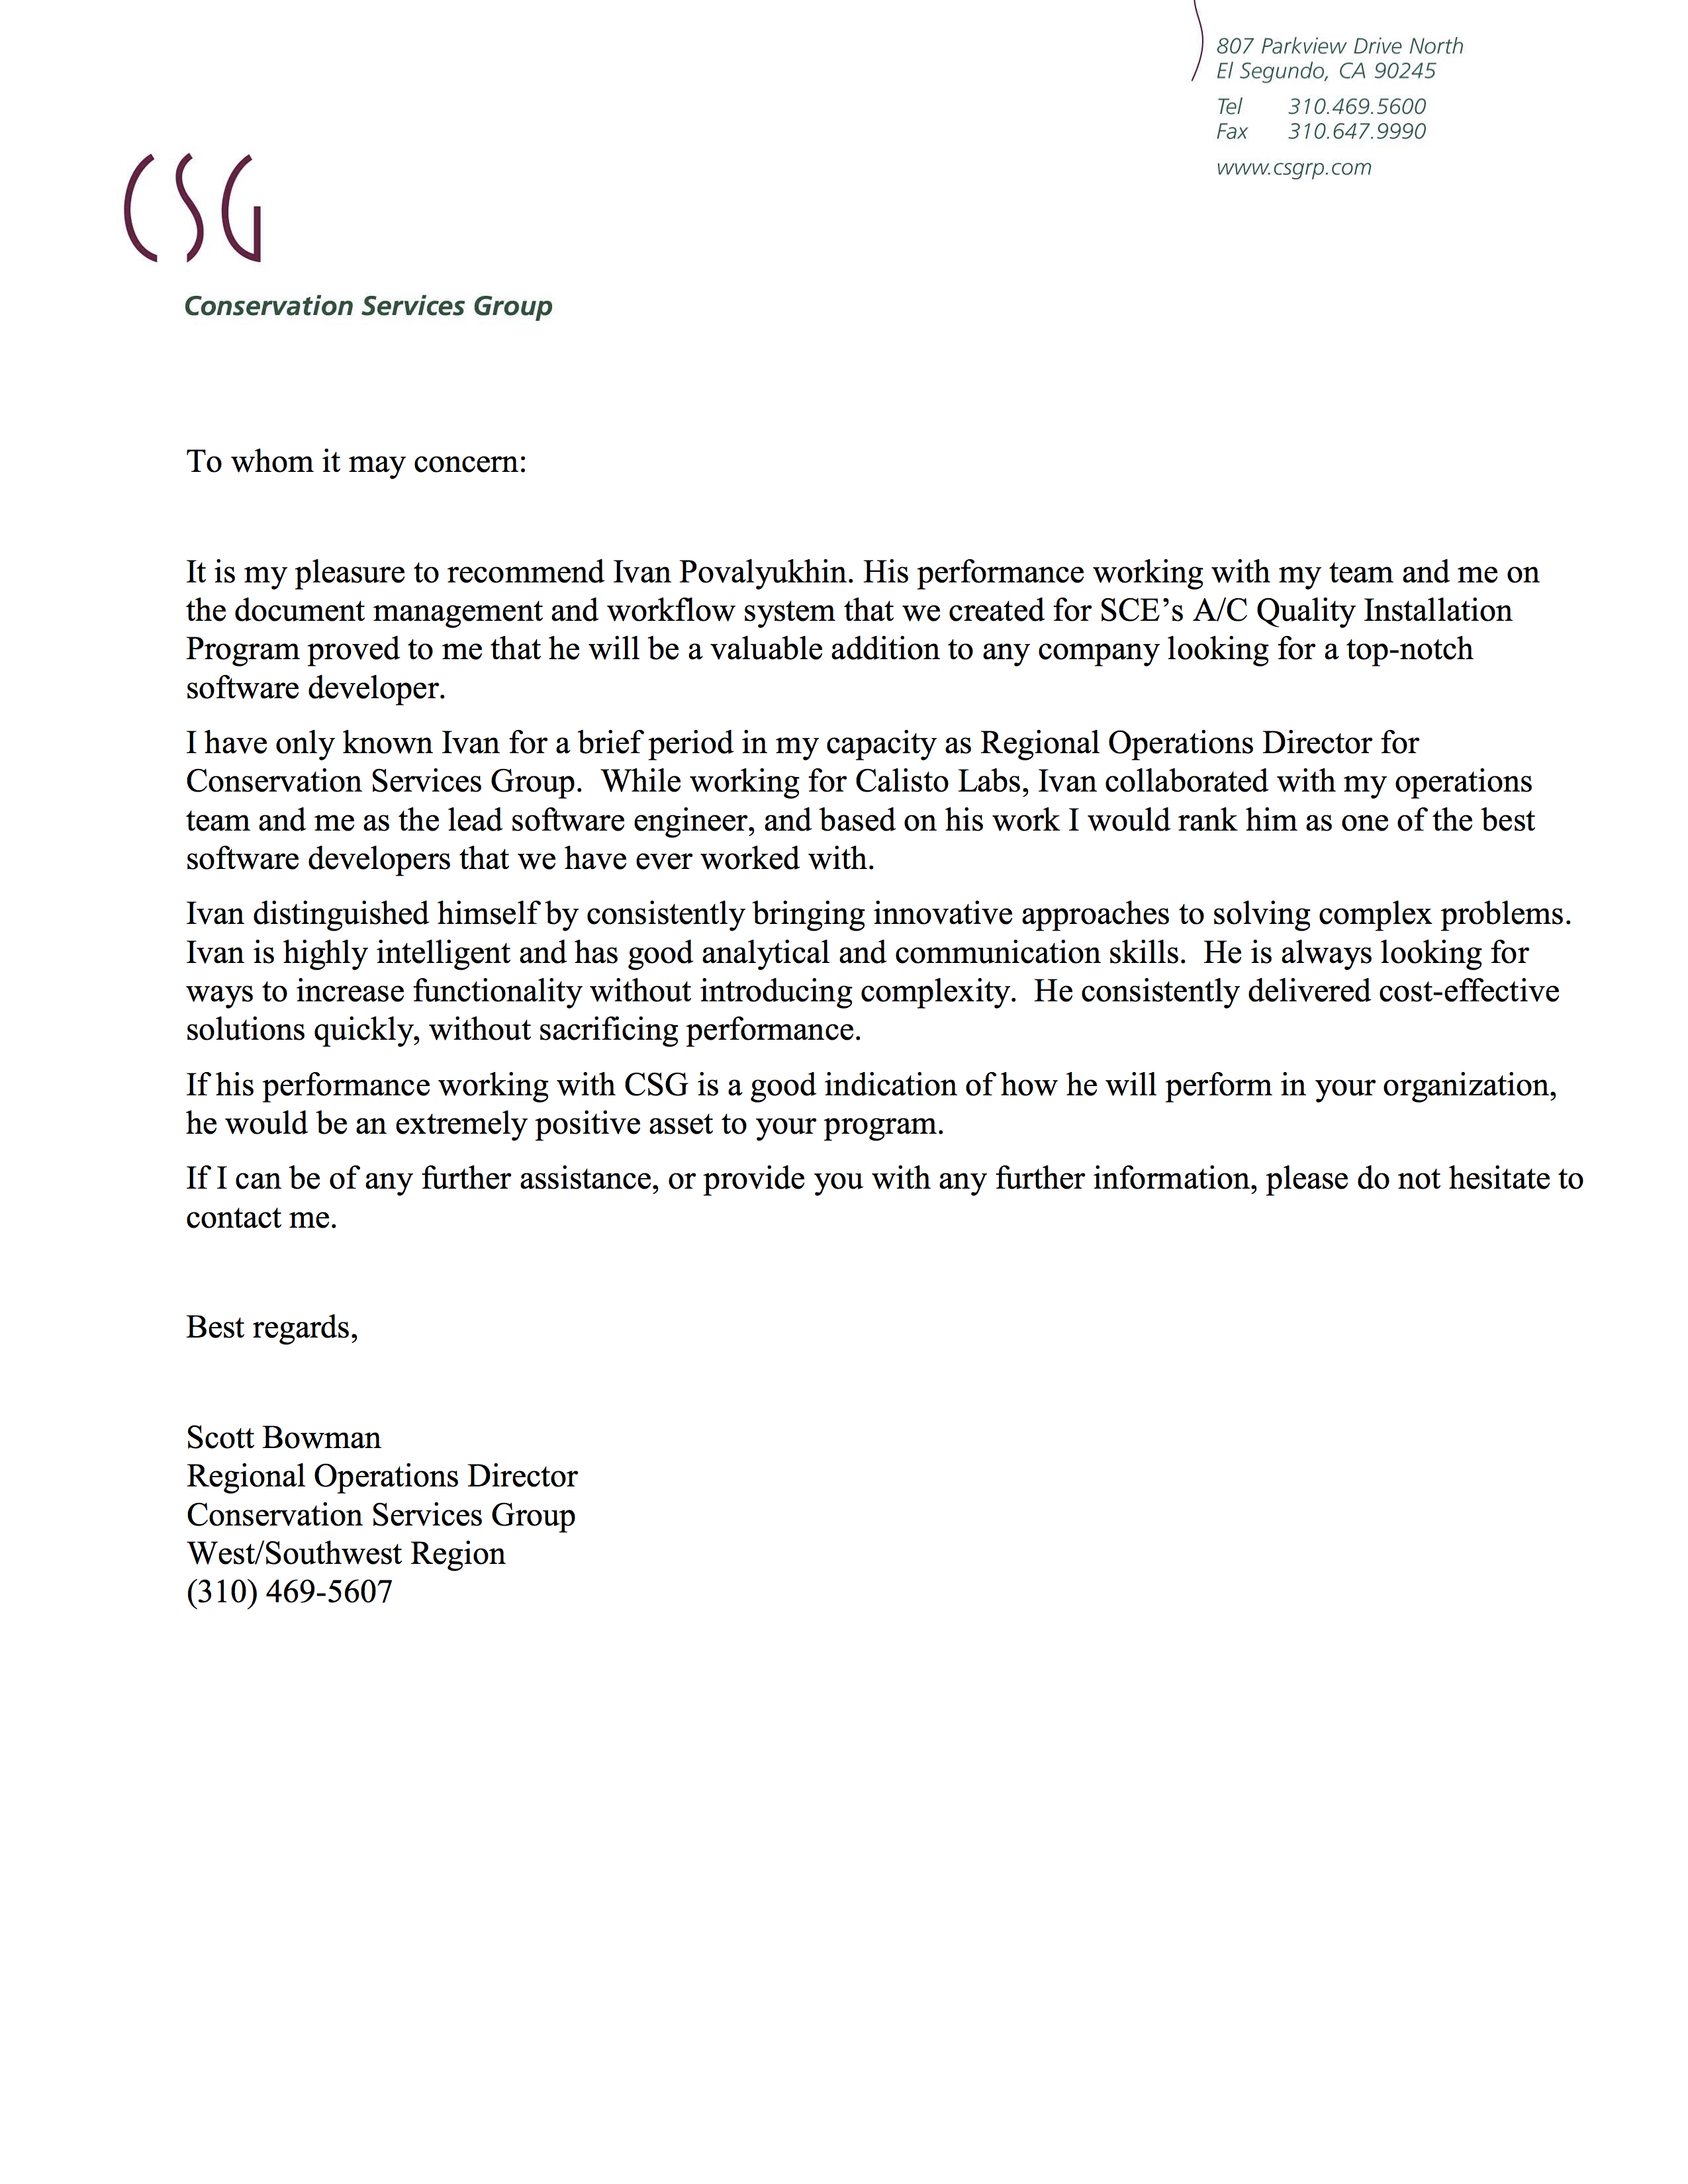 807 Parkview Drive North
El Segundo, CA 90245
Tel 310.469.5600
Fax 310.647.9990
www.csgrp.com
CSG
Conservation Services Group
To whom it may concern:
It is my pleasure to recommend Ivan Povalyukhin. His performance working with my team and me on
the document management and workflow system that we created for SCE’s A/C Quality Installation
Program proved to me that he will be a valuable addition to any company looking for a top-notch
software developer.
I have only known Ivan for a brief period in my capacity as Regional Operations Director for
Conservation Services Group.  While working for Calisto Labs, Ivan collaborated with my operations
team and me as the lead software engineer, and based on his work I would rank him as one of the best
software developers that we have ever worked with.
Ivan distinguished himself by consistently bringing innovative approaches to solving complex problems.
Ivan is highly intelligent and has good analytical and communication skills.  He is always looking for
ways to increase functionality without introducing complexity.  He consistently delivered cost-effective
solutions quickly, without sacrificing performance.
If his performance working with CSG is a good indication of how he will perform in your organization,
he would be an extremely positive asset to your program.
If I can be of any further assistance, or provide you with any further information, please do not hesitate to
contact me.
Best regards,
Scott Bowman
Regional Operations Director
Conservation Services Group
West/Southwest Region
(310) 469-5607